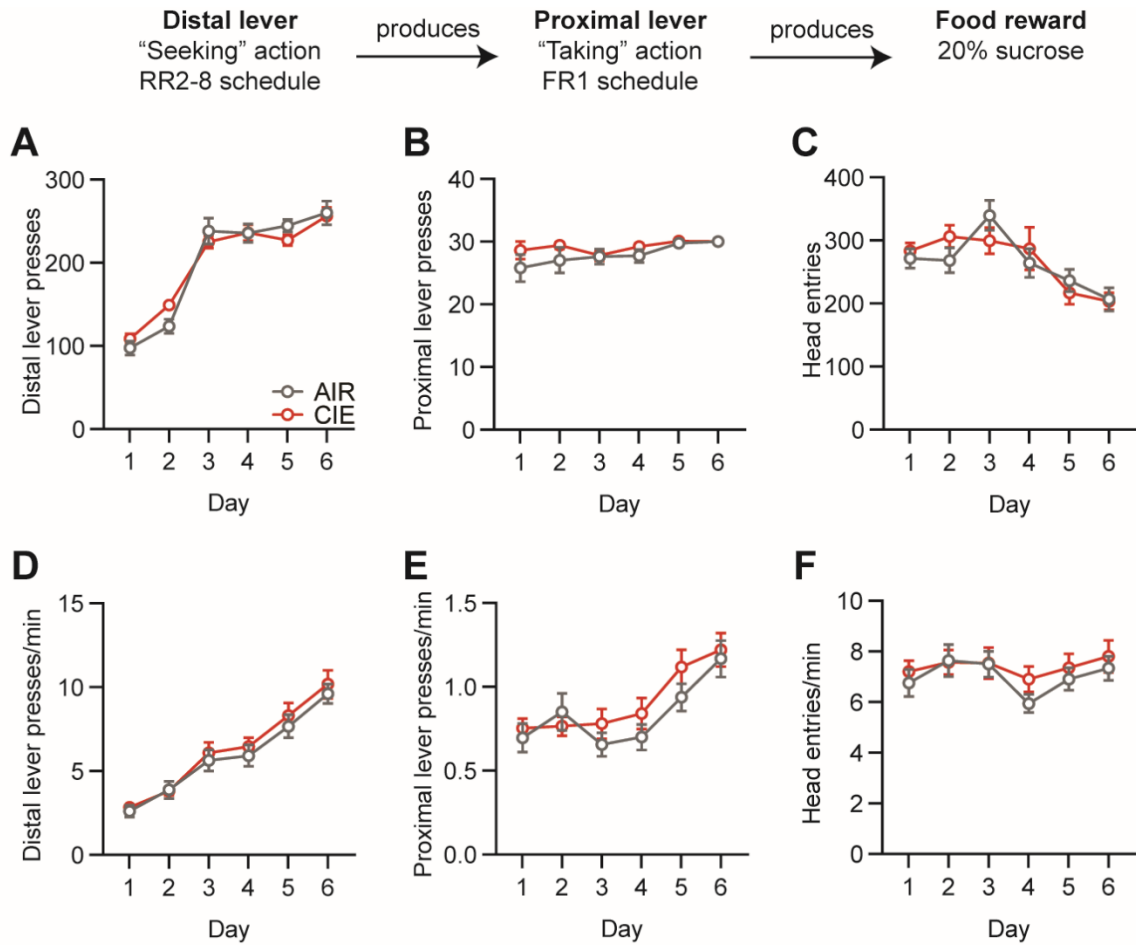 Distal lever
"Seeking" action
RR2-8 schedule
produces
Proximal lever
"Taking" action
FR1 schedule
produces
Food reward
20% sucrose
A
Distal lever presses
300
200
100
0
1 2 3 4 5 6
Day
AIR
CIE
B
Proximal lever presses
40
30
20
10
0
1 2 3 4 5 6
Day
C
Head entries
400
300
200
100
0
1 2 3 4 5 6
Day
D
Distal lever presses/min
15
10
5
0
1 2 3 4 5 6
Day
E
Proximal lever presses/min
1.5
1.0
0.5
0.0
1 2 3 4 5 6
Day
F
Head entries/min
10
8
6
4
2
0
1 2 3 4 5 6
Day